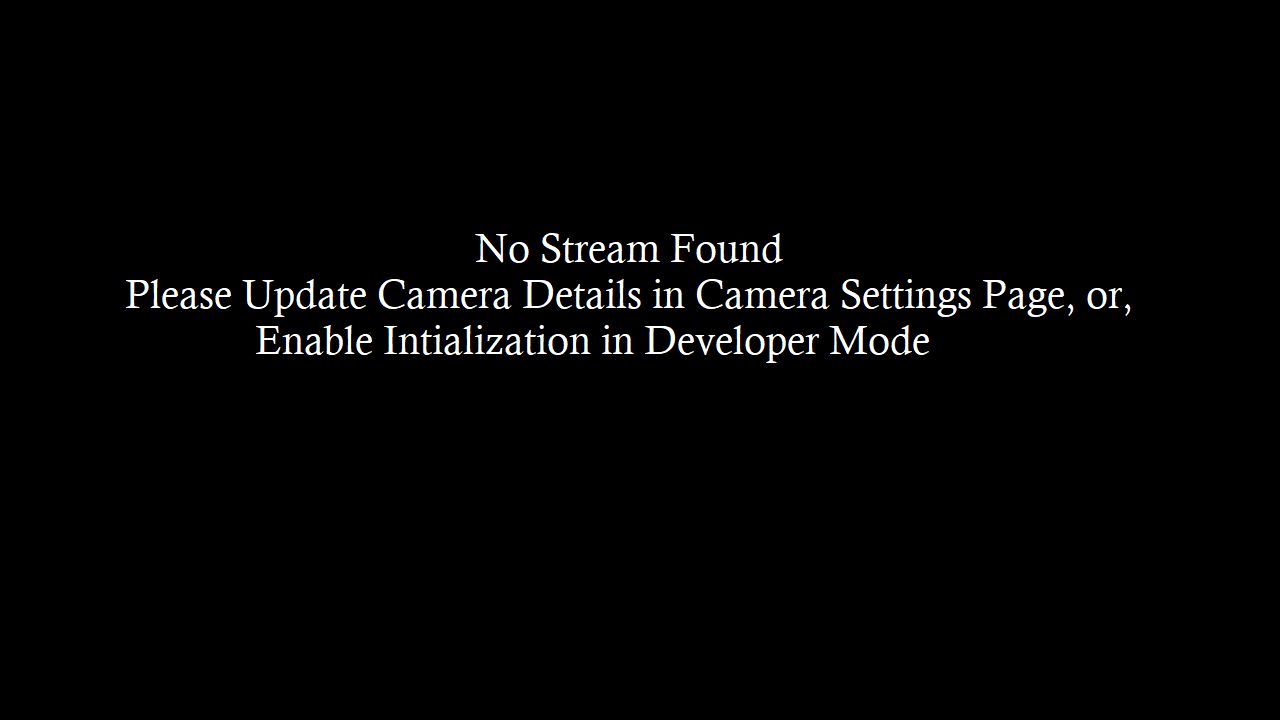 No Stream Found
Please Update Camera Details in Camera Settings Page, or,
Enable Intialization in Developer Mode